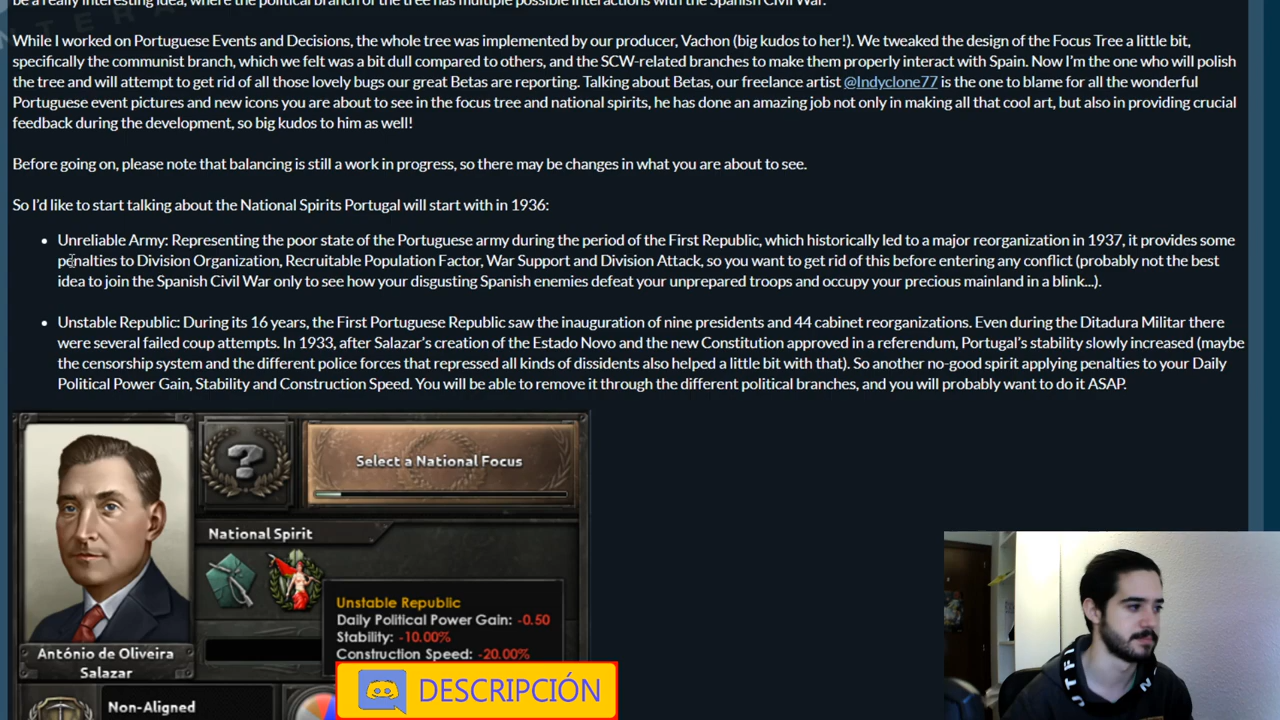 be a really interesting idea, where the political branch of the tree has multiple possible interactions with the Spanish Civil War.
While I worked on Portuguese Events and Decisions, the whole tree was implemented by our producer, Vachon (big kudos to her!). We tweaked the design of the Focus Tree a little bit,
specifically the communist branch, which we felt was a bit dull compared to others, and the SCW-related branches to make them properly interact with Spain. Now I'm the one who will polish
the tree and will attempt to get rid of all those lovely bugs our great Betas are reporting. Talking about Betas, our freelance artist @Indyclone77 is the one to blame for all the wonderful
Portuguese event pictures and new icons you are about to see in the focus tree and national spirits, he has done an amazing job not only in making all that cool art, but also in providing crucial
feedback during the development, so big kudos to him as well!
Before going on, please note that balancing is still a work in progress, so there may be changes in what you are about to see.
So I'd like to start talking about the National Spirits Portugal will start with in 1936:
• Unreliable Army: Representing the poor state of the Portuguese army during the period of the First Republic, which historically led to a major reorganization in 1937, it provides some
penalties to Division Organization, Recruitable Population Factor, War Support and Division Attack, so you want to get rid of this before entering any conflict (probably not the best
idea to join the Spanish Civil War only to see how your disgusting Spanish enemies defeat your unprepared troops and occupy your precious mainland in a blink...).
• Unstable Republic: During its 16 years, the First Portuguese Republic saw the inauguration of nine presidents and 44 cabinet reorganizations. Even during the Ditadura Militar there
were several failed coup attempts. In 1933, after Salazar's creation of the Estado Novo and the new Constitution approved in a referendum, Portugal's stability slowly increased (maybe
the censorship system and the different police forces that repressed all kinds of dissidents also helped a little bit with that). So another no-good spirit applying penalties to your Daily
Political Power Gain, Stability and Construction Speed. You will be able to remove it through the different political branches, and you will probably want to do it ASAP.
?
Select a National Focus
National Spirit
Unstable Republic
Daily Political Power Gain: -0.50
Stability: -10.00%
Construction Speed: -20.00%
António de Oliveira
Salazar
Non-Aligned
DESCRIPCIÓN